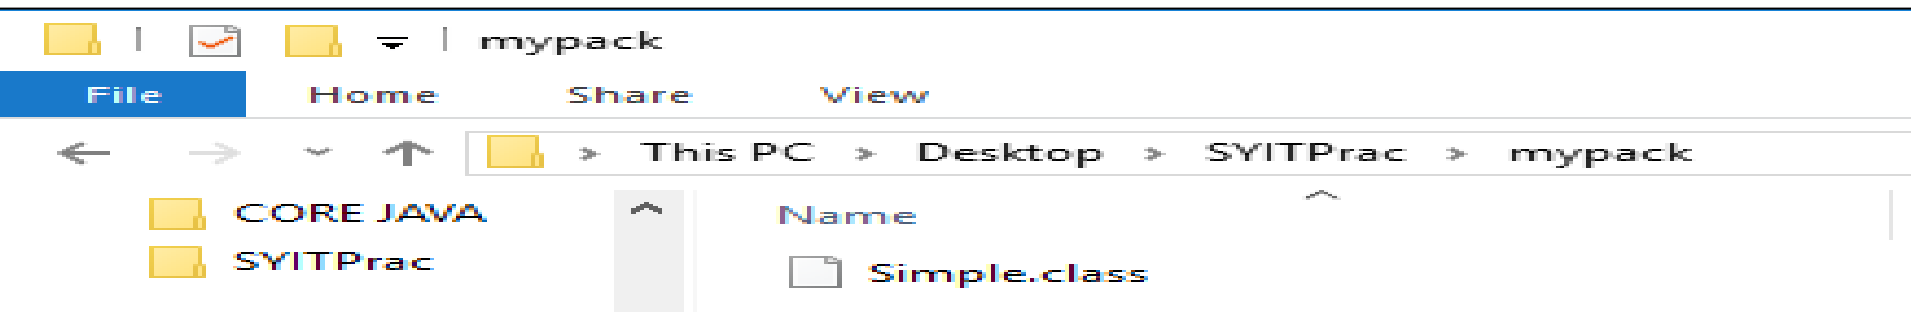 mypack
File Home Share View
This PC > Desktop > SYITPrac > mypack
CORE JAVA
Name
SYITPrac
Simple.class